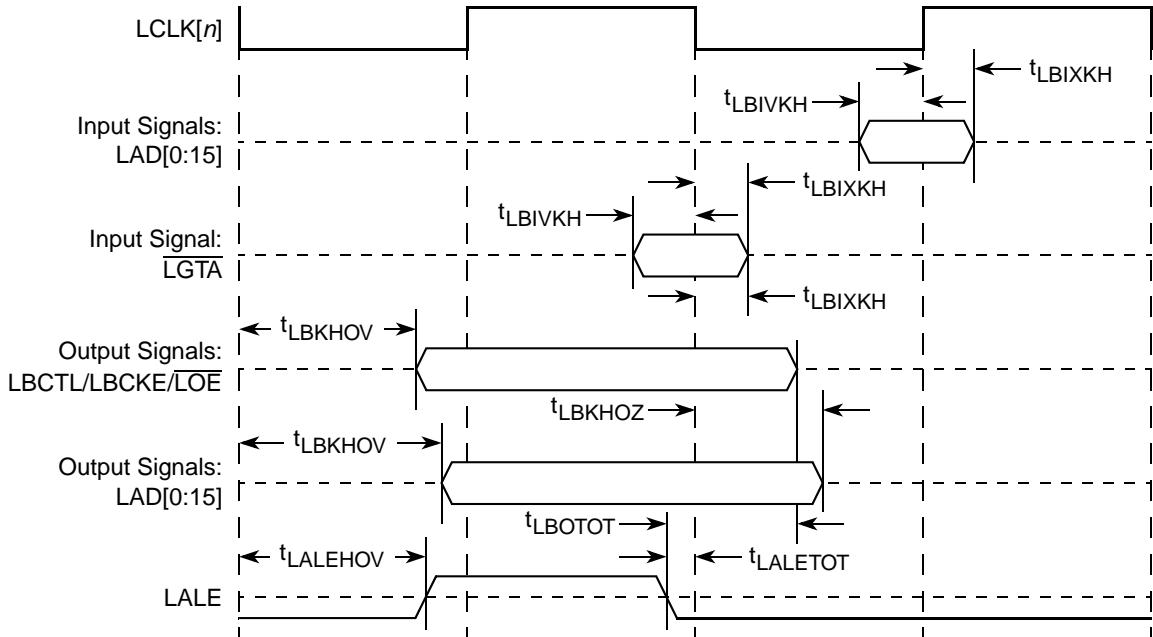 LCLK[n]
tLBIXKH
tLBIVKH
Input Signals:
LAD[0:15]
tLBIXKH
tLBIVKH
Input Signal:
LGTA
tLBIXKH
tLBKHOV
Output Signals:
LBCTL/LBCKE/LOE
tLBKHOZ
tLBKHOV
Output Signals:
LAD[0:15]
tLBOTOT
tLALEHOV
tLALETOT
LALE